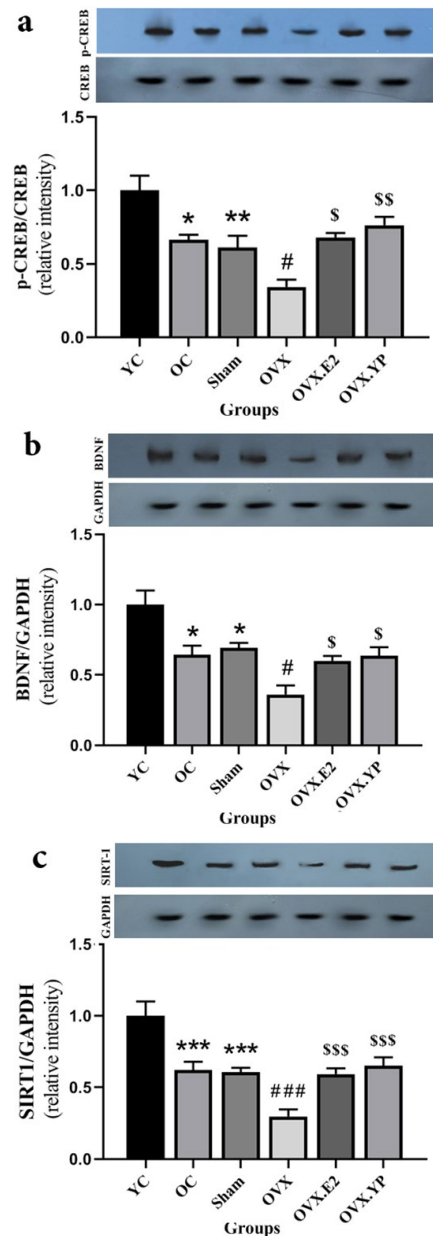 a
p-CREB
CREB
p-CREB/CREB
(relative intensity)
1.5
1.0
0.5
0.0
* ** # $ $$
YC OC Sham OVX OVX.E2 OVX.YP
Groups
b
BDNF
GAPDH
BDNF/GAPDH
(relative intensity)
1.5
1.0
0.5
0.0
* * # $ $
YC OC Sham OVX OVX.E2 OVX.YP
Groups
c
SIRT-1
GAPDH
SIRT1/GAPDH
(relative intensity)
1.5
1.0
0.5
0.0
*** *** ### $$$ $$$
YC OC Sham OVX OVX.E2 OVX.YP
Groups